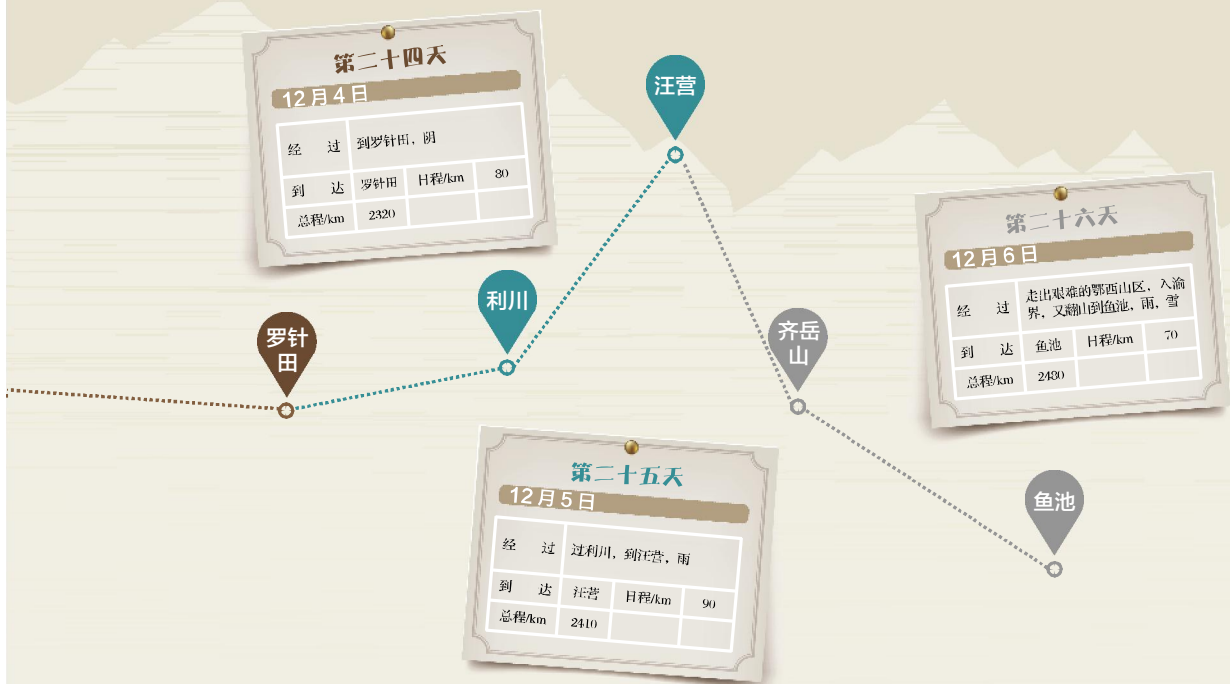 第二十四天
12月4日
经 过 到罗针田，阴
到 达 罗针田 日程/km 80
总程/km 2320
汪营
利川
罗针
田
齐岳
山
鱼池
第二十六天
12月6日
经 过 走出艰难的鄂西山区，入渝
界，又翻山到鱼池，雨，雪
到 达 鱼池 日程/km 70
总程/km 2480
第二十五天
12月5日
经 过 过利川，到汪营，雨
到 达 汪营 日程/km 90
总程/km 2410